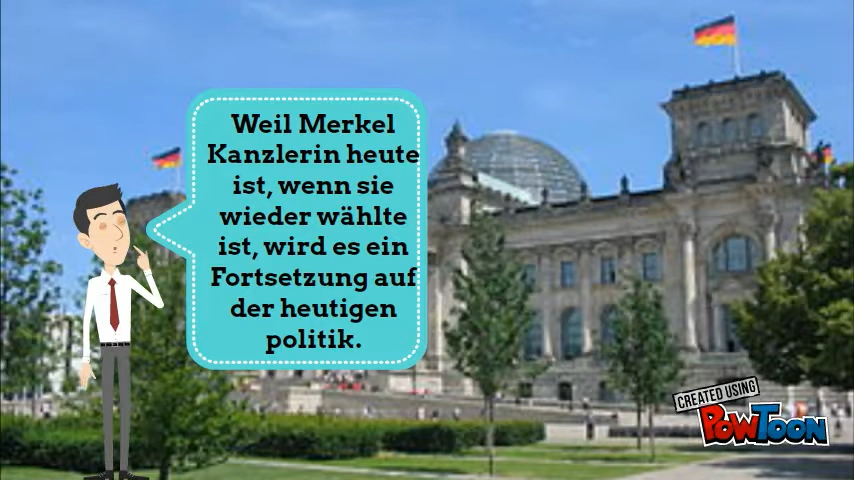 Weil Merkel
Kanzlerin heute
ist, wenn sie
wieder wählte
ist, wird es ein
Fortsetzung auf
der heutigen
politik.
CREATED USING
POWTOON